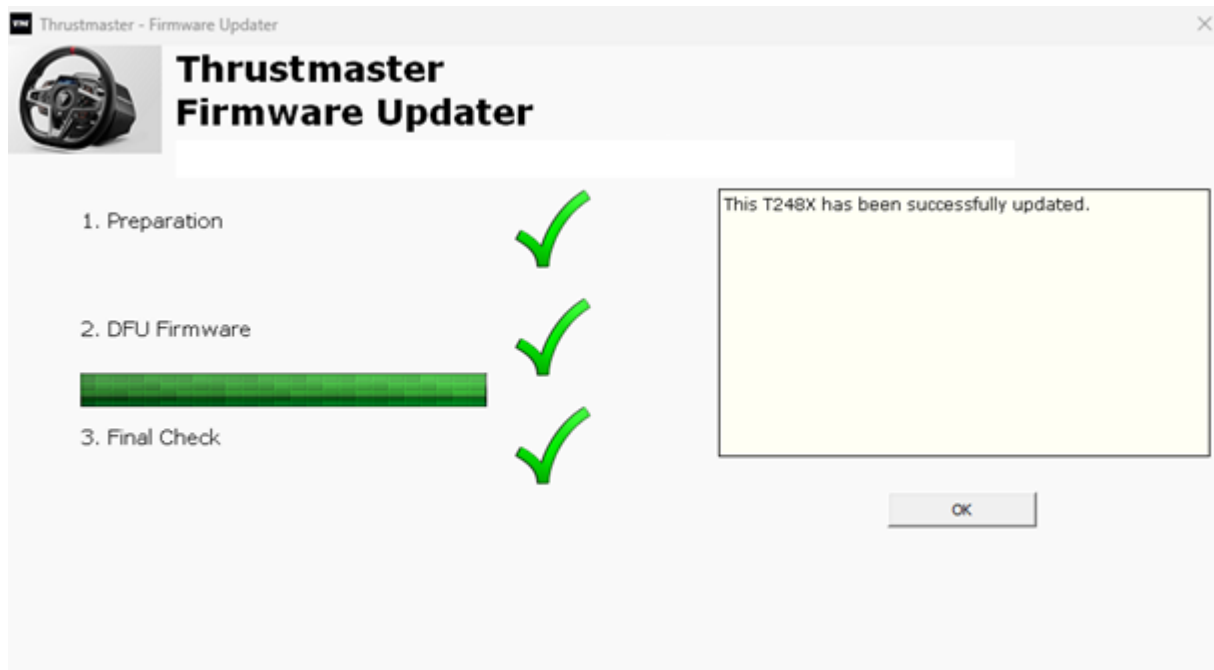 Thrustmaster - Firmware Updater
Thrustmaster
Firmware Updater
1. Preparation
This T248X has been successfully updated.
2. DFU Firmware
3. Final Check
OK